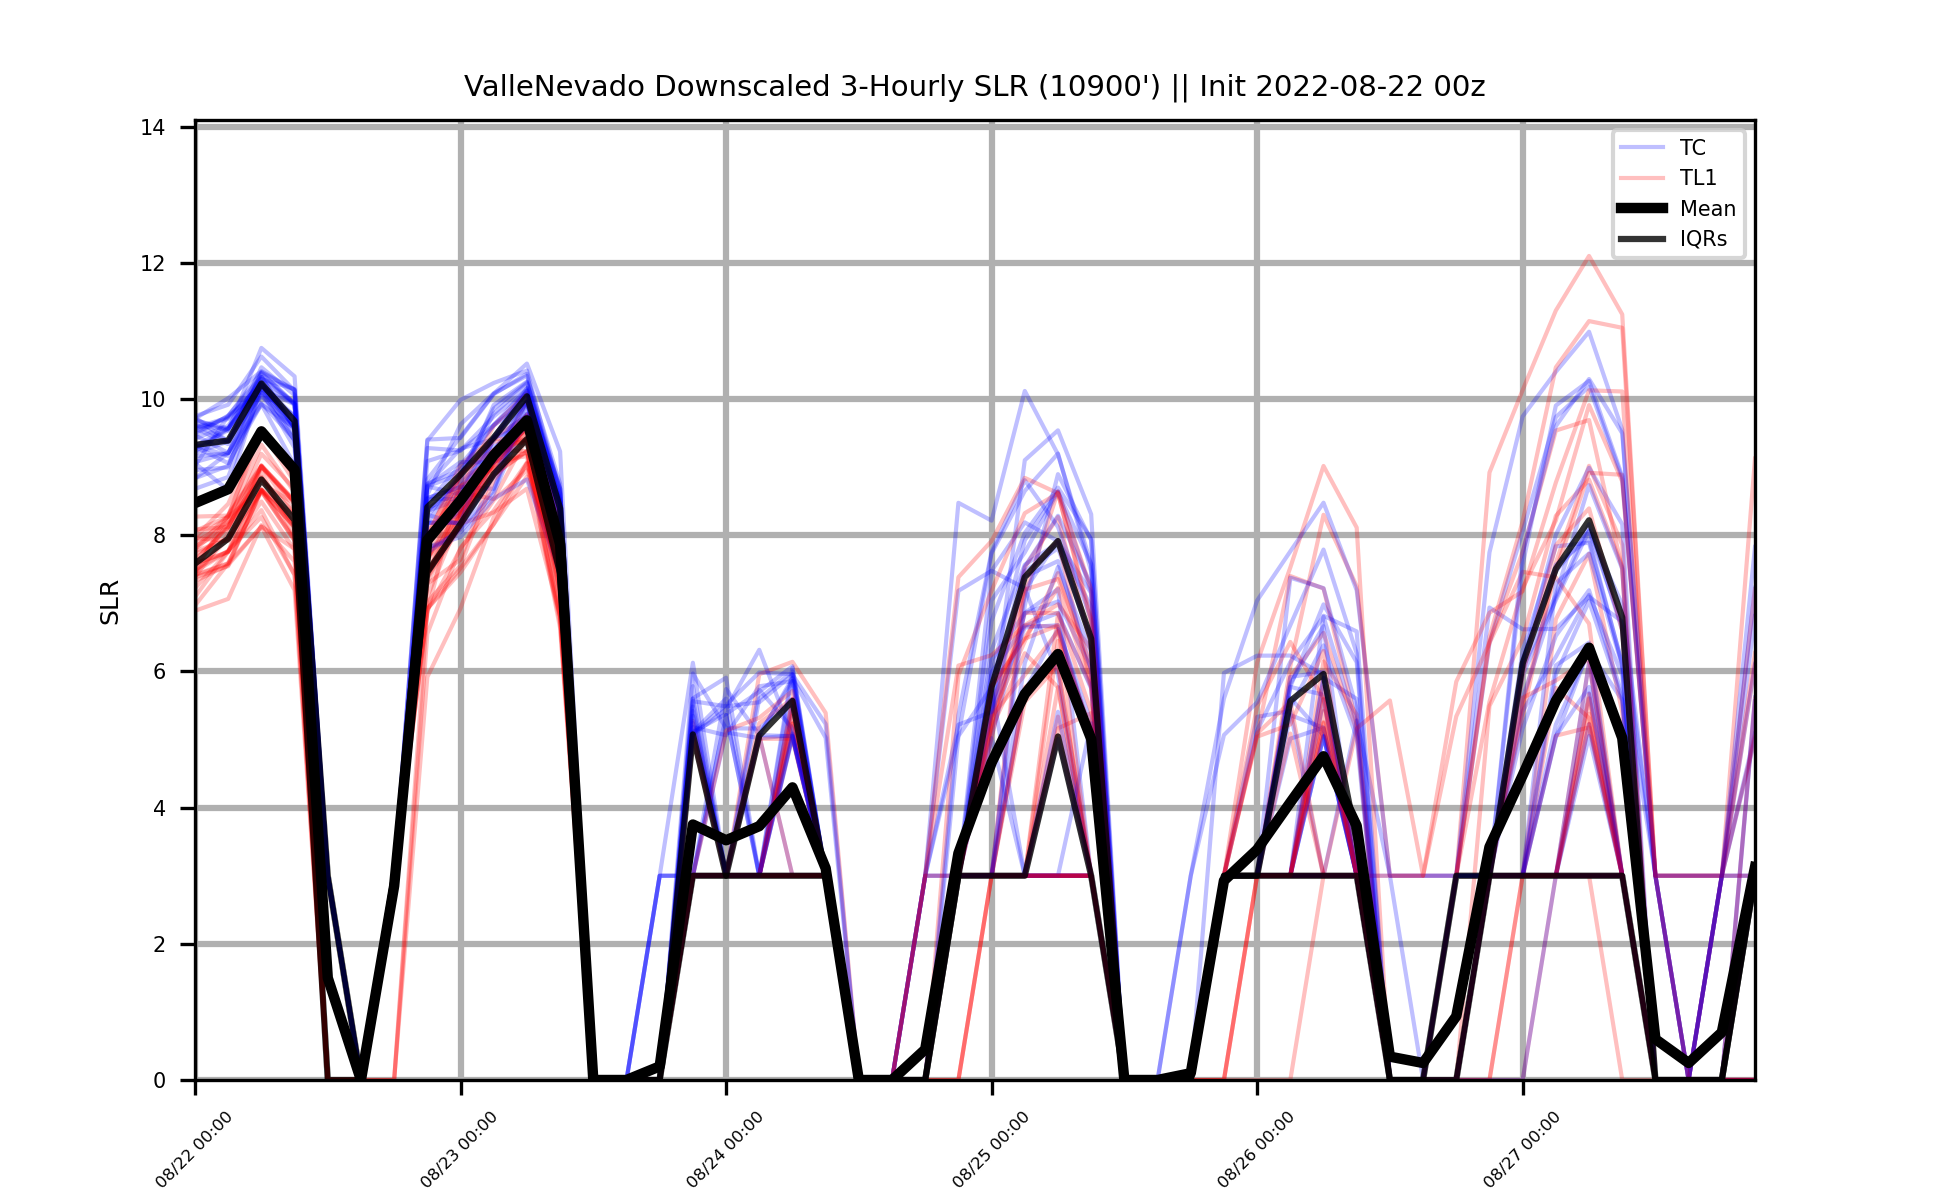 ValleNevado Downscaled 3-Hourly SLR (10900') || Init 2022-08-22 00z
14
12
10
8
6
4
2
0
SLR
TC
TL1
Mean
IQRs
08/22 00:00
08/23 00:00
08/24 00:00
08/25 00:00
08/26 00:00
08/27 00:00